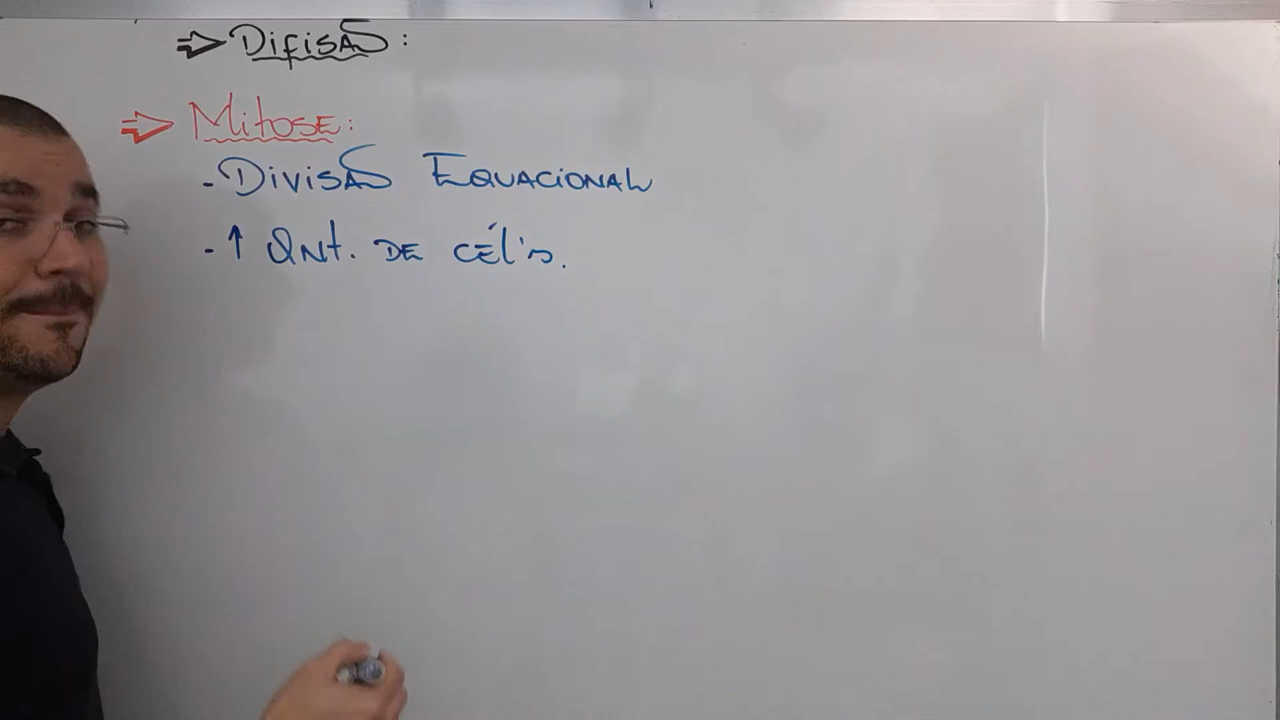 ⇒ Difisão:
⇒ Mitose:
- Divisão Equacional
- ↑ Qnt. de cél's.